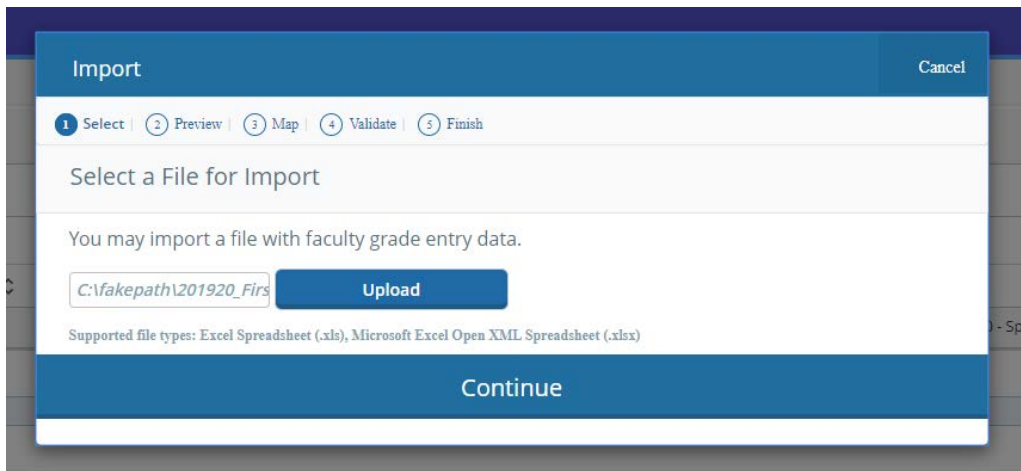 Import
Cancel
1 Select | 2 Preview | 3 Map | 4 Validate | 5 Finish
Select a File for Import
You may import a file with faculty grade entry data.
C:\fakepath\201920_Firs
Upload
Supported file types: Excel Spreadsheet (.xls), Microsoft Excel Open XML Spreadsheet (.xlsx)
Continue